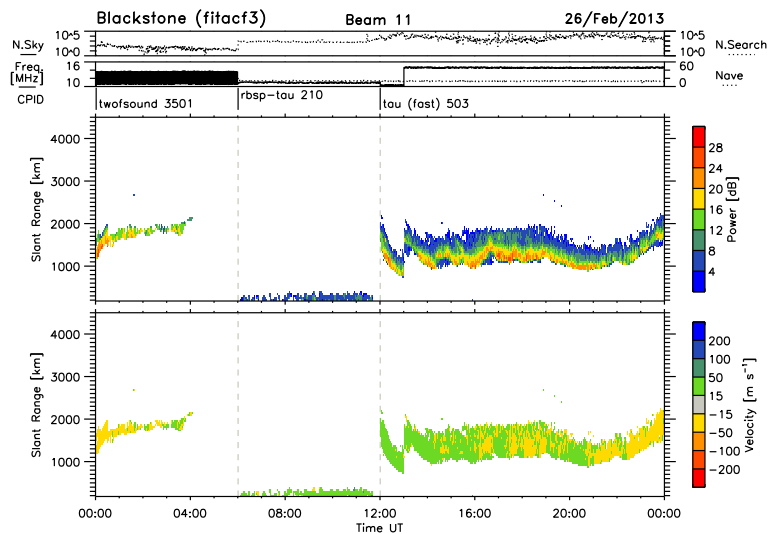 Blackstone (fitacf3) Beam 11 26/Feb/2013
N.Sky 10^5 10^0 10^5 10^0 N.Search
Freq. [MHz] 16 10 60 0 Nave
CPID twofsound 3501 rbsp-tau 210 tau (fast) 503
Slant Range [km]
4000
3000
2000
1000
Power [dB]
28
24
20
16
12
8
4
Slant Range [km]
4000
3000
2000
1000
Velocity [m s⁻¹]
200
100
50
15
-15
-50
-100
-200
00:00 04:00 08:00 12:00 16:00 20:00 00:00
Time UT